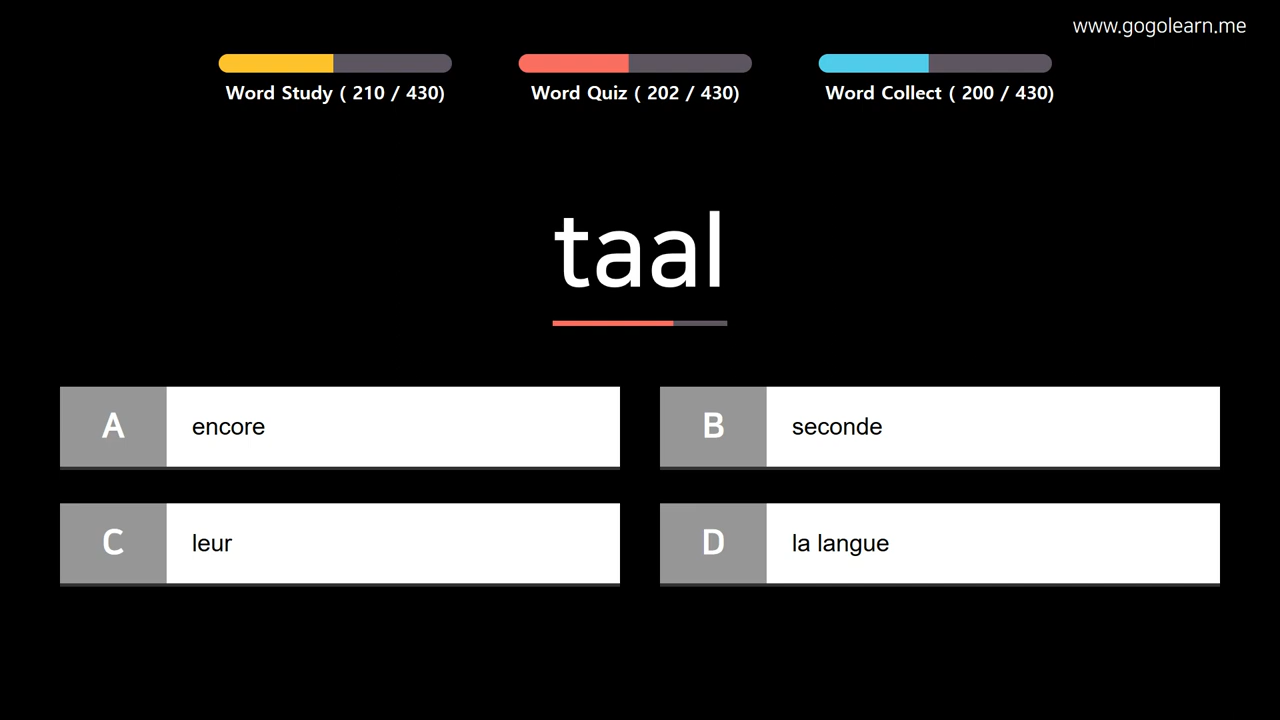 www.gogolearn.me
Word Study ( 210 / 430)
Word Quiz ( 202 / 430)
Word Collect ( 200 / 430)
taal
A encore
B seconde
C leur
D la langue